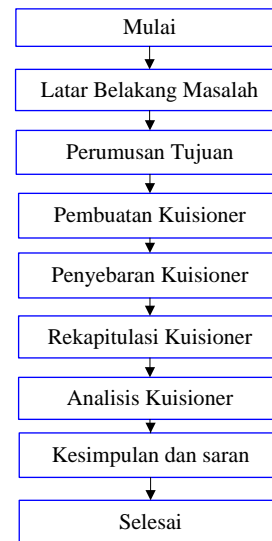 Mulai
Latar Belakang Masalah
Perumusan Tujuan
Pembuatan Kuisioner
Penyebaran Kuisioner
Rekapitulasi Kuisioner
Analisis Kuisioner
Kesimpulan dan saran
Selesai